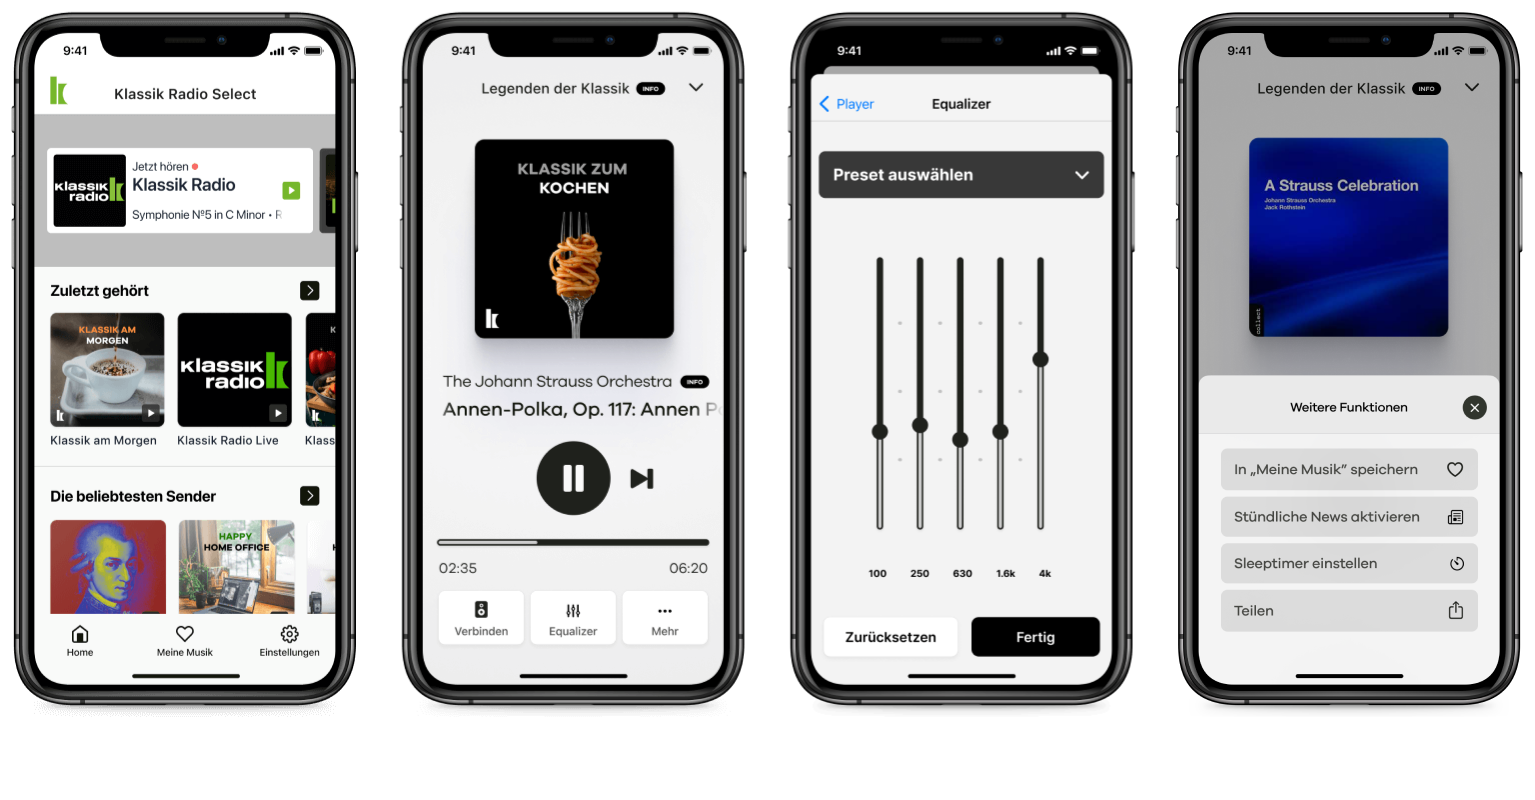 9:41
Klassik Radio Select
klassik
radio
Jetzt hören
Klassik Radio
Symphonie Nº5 in C Minor •
Zuletzt gehört
KLASSIK AM
MORGEN
klassik
radio
Klassik am Morgen
Klassik Radio Live
Klass
Die beliebtesten Sender
HAPPY
HOME OFFICE
Home
Meine Musik
Einstellungen
9:41
Legenden der Klassik INFO
KLASSIK ZUM
KOCHEN
The Johann Strauss Orchestra INFO
Annen-Polka, Op. 117: Annen P
02:35
06:20
Verbinden
Equalizer
Mehr
9:41
Player
Equalizer
Preset auswählen
100 250 630 1.6k 4k
Zurücksetzen
Fertig
9:41
Legenden der Klassik INFO
A Strauss Celebration
Johann Strauss Orchestra
Jack Rothstein
collect
Weitere Funktionen
In „Meine Musik” speichern
Stündliche News aktivieren
Sleeptimer einstellen
Teilen